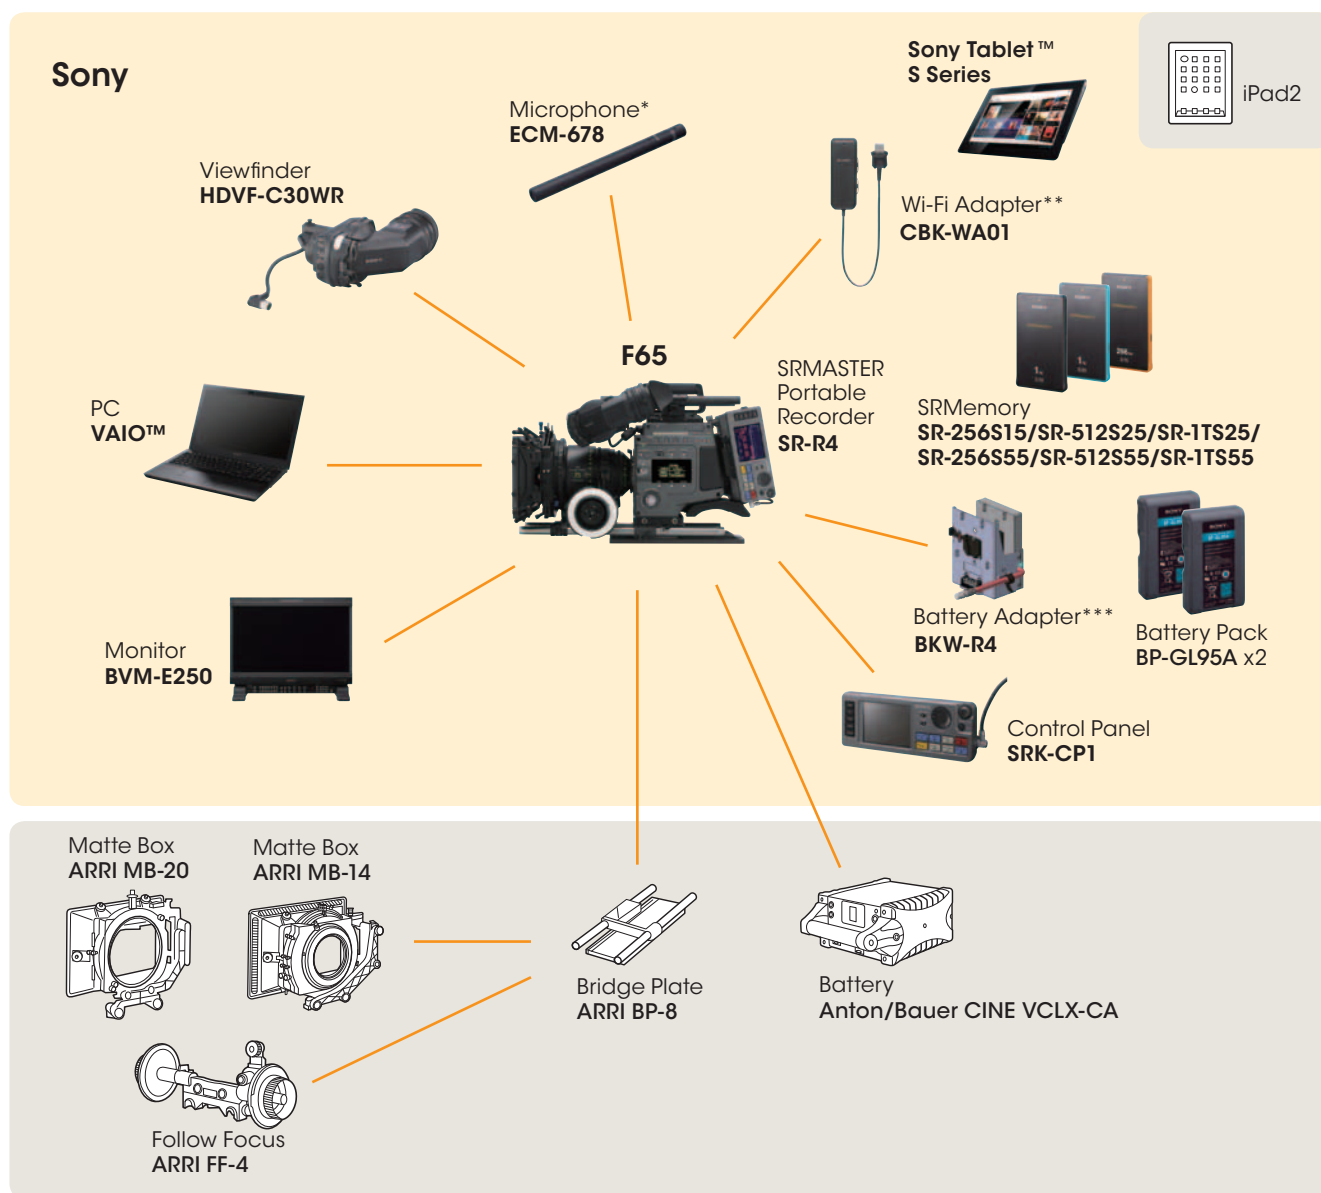 Sony
Sony Tablet™
S Series
iPad2
Microphone*
ECM-678
Viewfinder
HDVF-C30WR
Wi-Fi Adapter**
CBK-WA01
F65
SRMASTER
Portable
Recorder
SR-R4
SRMemory
SR-256S15/SR-512S25/SR-1TS25/
SR-256S55/SR-512S55/SR-1TS55
PC
VAIO™
Battery Adapter***
BKW-R4
Battery Pack
BP-GL95A x2
Monitor
BVM-E250
Control Panel
SRK-CP1
Matte Box
ARRI MB-20
Matte Box
ARRI MB-14
Bridge Plate
ARRI BP-8
Battery
Anton/Bauer CINE VCLX-CA
Follow Focus
ARRI FF-4